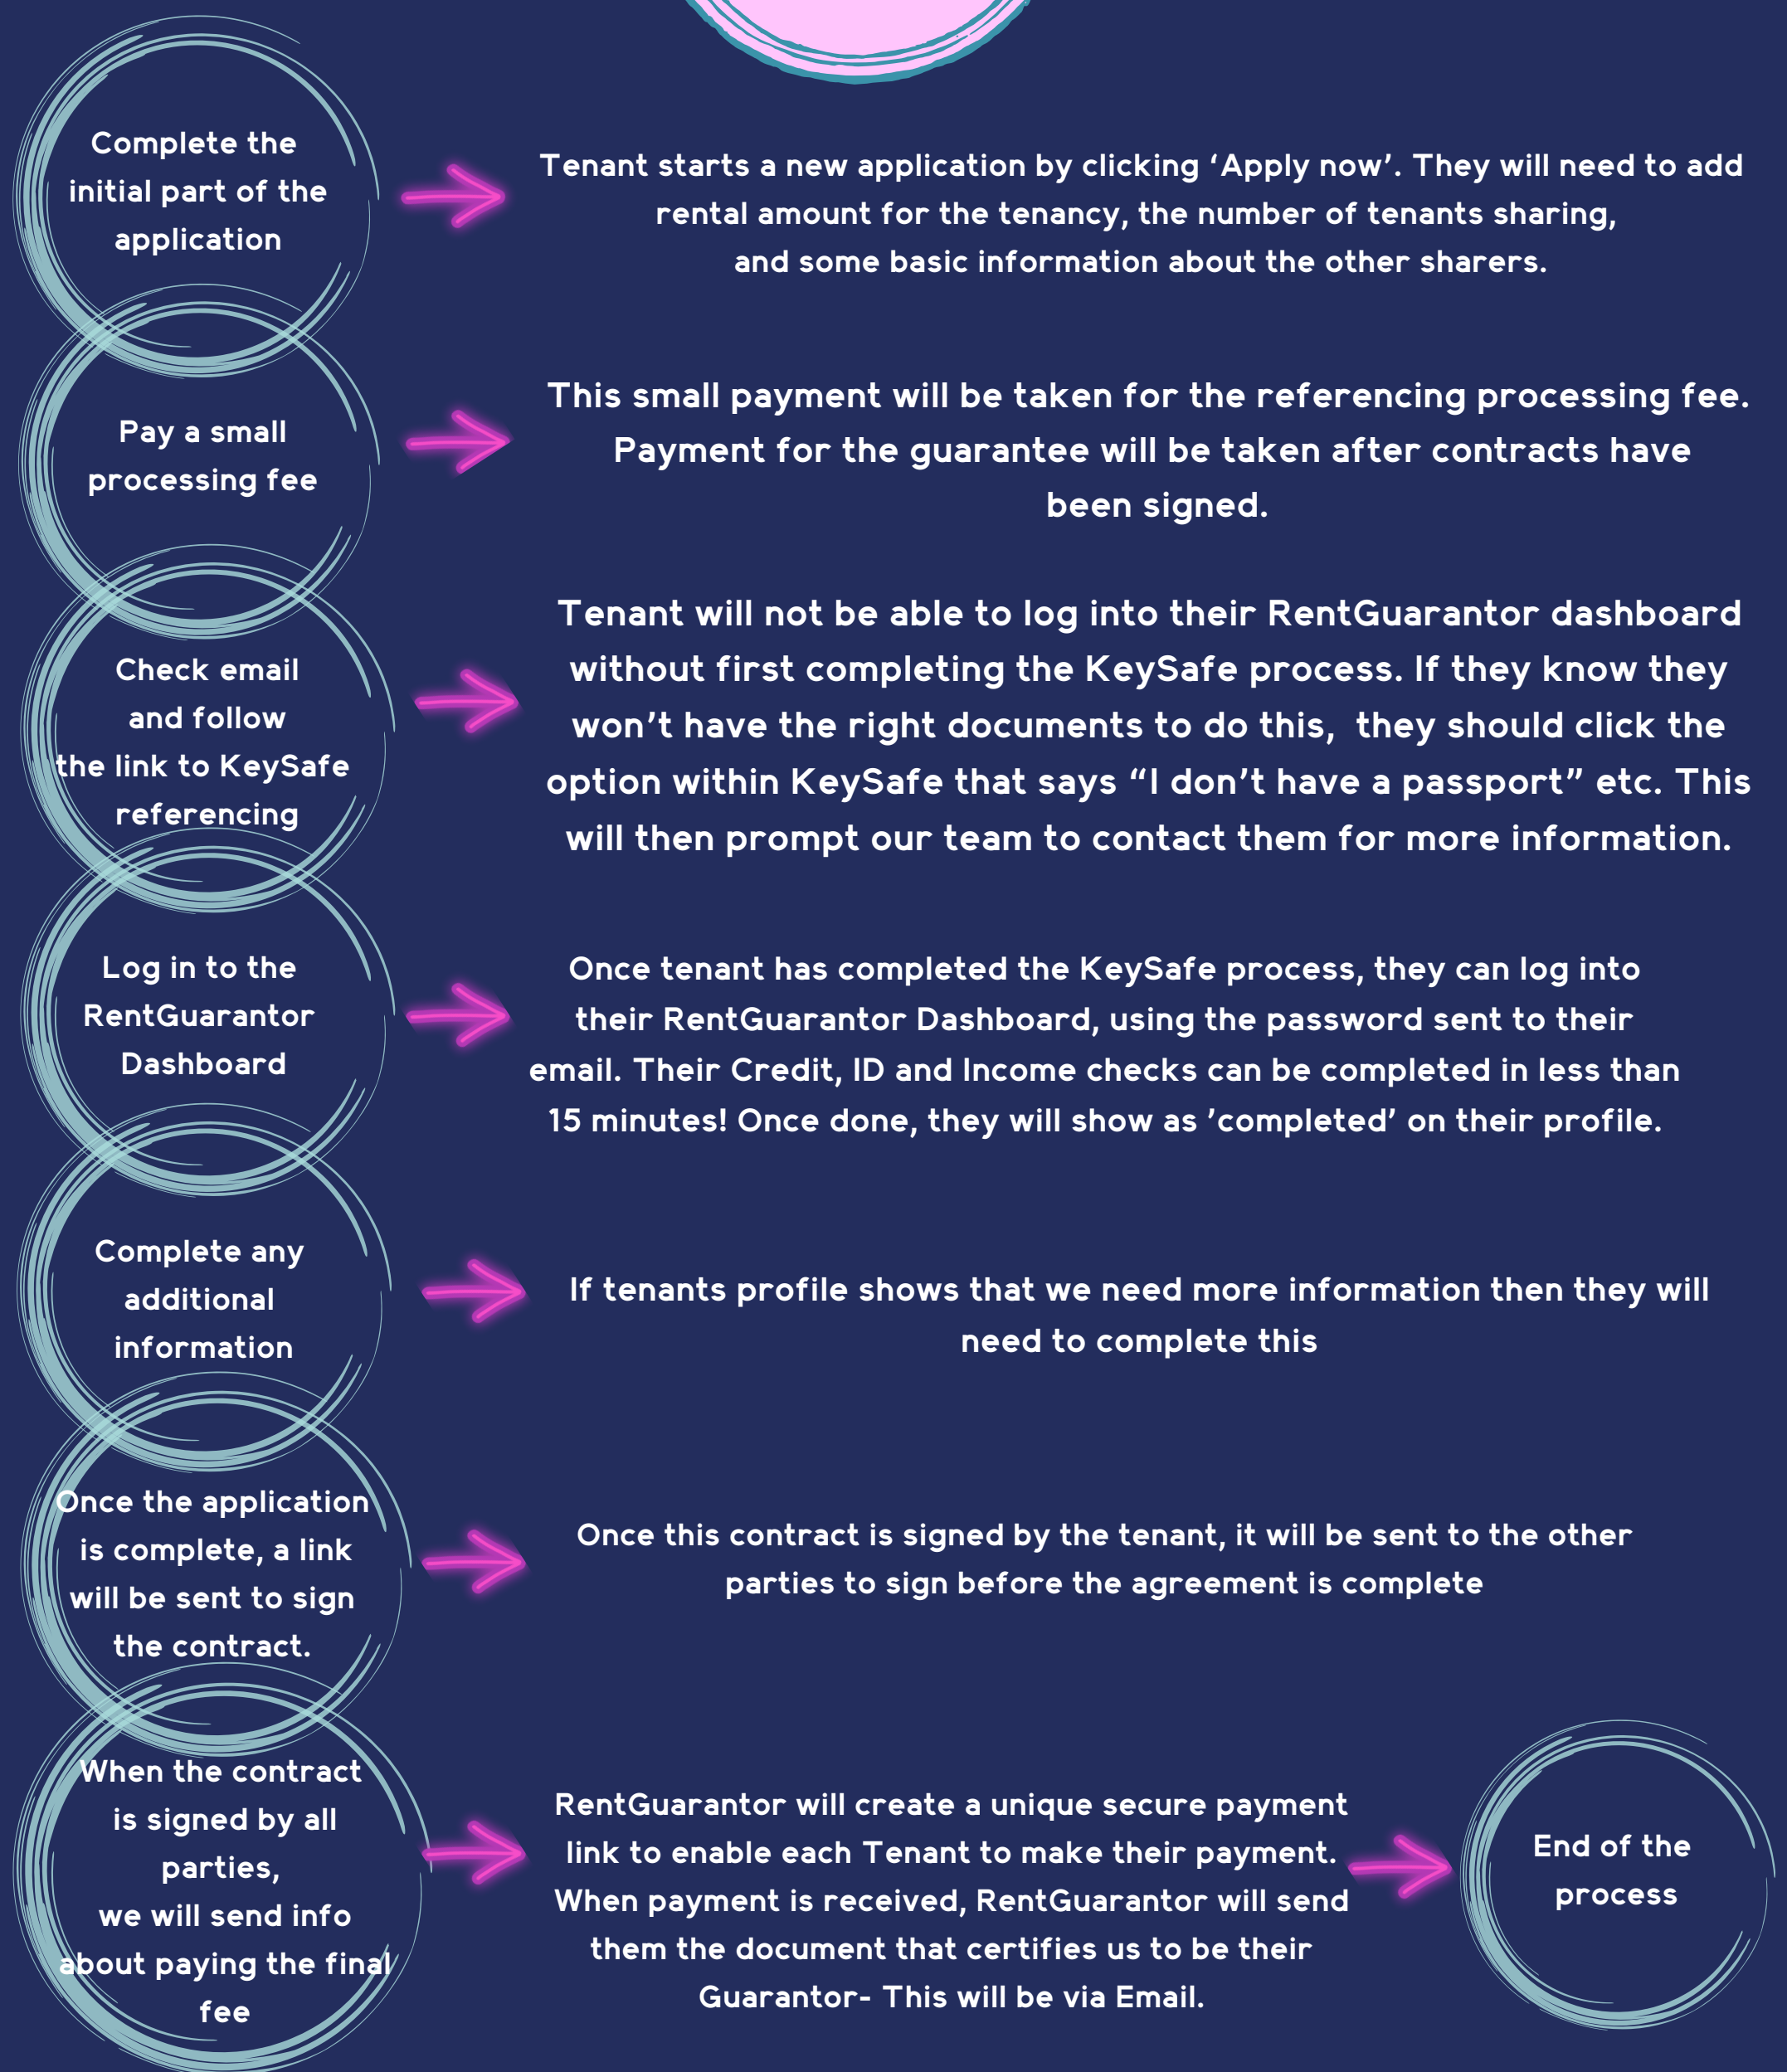 Complete the
initial part of the
application
Tenant starts a new application by clicking ‘Apply now’. They will need to add
rental amount for the tenancy, the number of tenants sharing,
and some basic information about the other sharers.
Pay a small
processing fee
This small payment will be taken for the referencing processing fee.
Payment for the guarantee will be taken after contracts have
been signed.
Check email
and follow
the link to KeySafe
referencing
Tenant will not be able to log into their RentGuarantor dashboard
without first completing the KeySafe process. If they know they
won’t have the right documents to do this, they should click the
option within KeySafe that says “I don’t have a passport” etc. This
will then prompt our team to contact them for more information.
Log in to the
RentGuarantor
Dashboard
Once tenant has completed the KeySafe process, they can log into
their RentGuarantor Dashboard, using the password sent to their
email. Their Credit, ID and Income checks can be completed in less than
15 minutes! Once done, they will show as ’completed’ on their profile.
Complete any
additional
information
If tenants profile shows that we need more information then they will
need to complete this
Once the application
is complete, a link
will be sent to sign
the contract.
Once this contract is signed by the tenant, it will be sent to the other
parties to sign before the agreement is complete
When the contract
is signed by all
parties,
we will send info
about paying the final
fee
RentGuarantor will create a unique secure payment
link to enable each Tenant to make their payment.
When payment is received, RentGuarantor will send
them the document that certifies us to be their
Guarantor- This will be via Email.
End of the
process